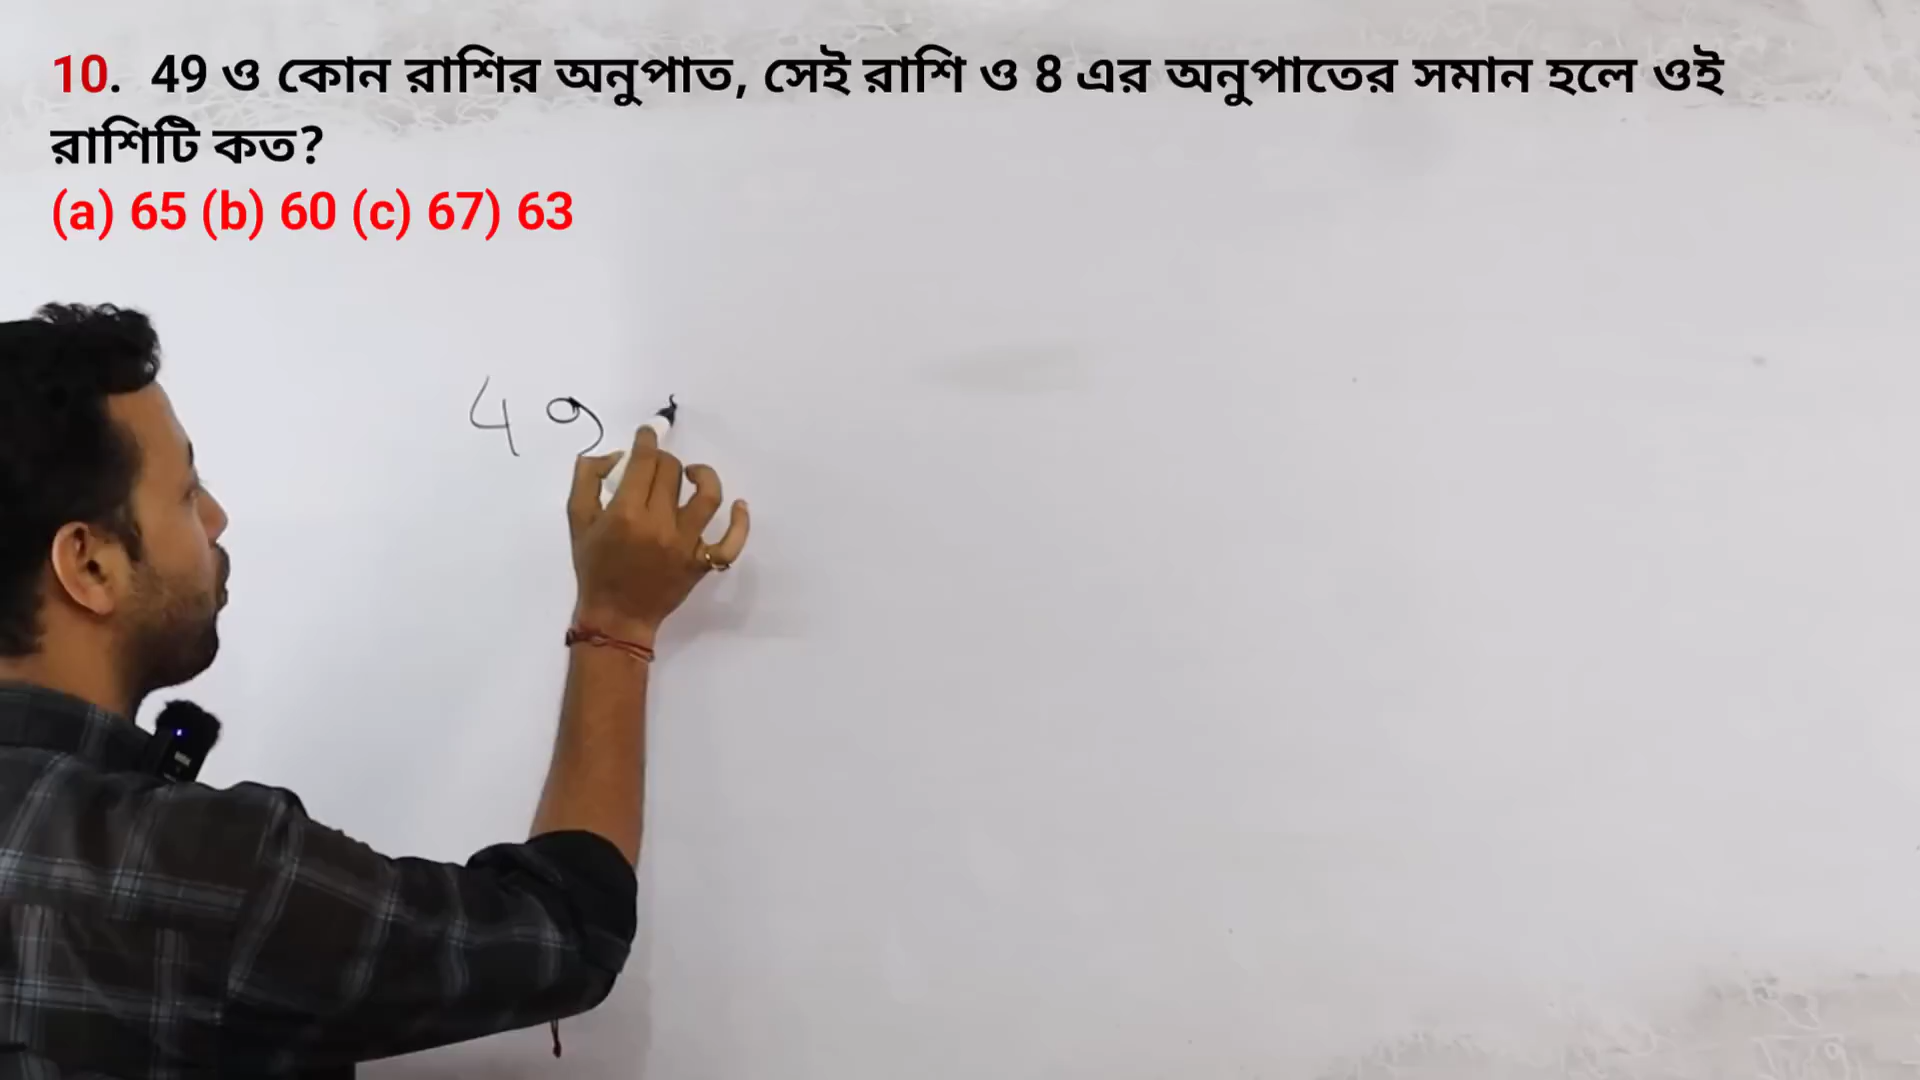 10. 49 ও কোন রাশির অনুপাত, সেই রাশি ও 8 এর অনুপাতের সমান হলে ওই
রাশিটি কত?
(a) 65 (b) 60 (c) 67) 63
49